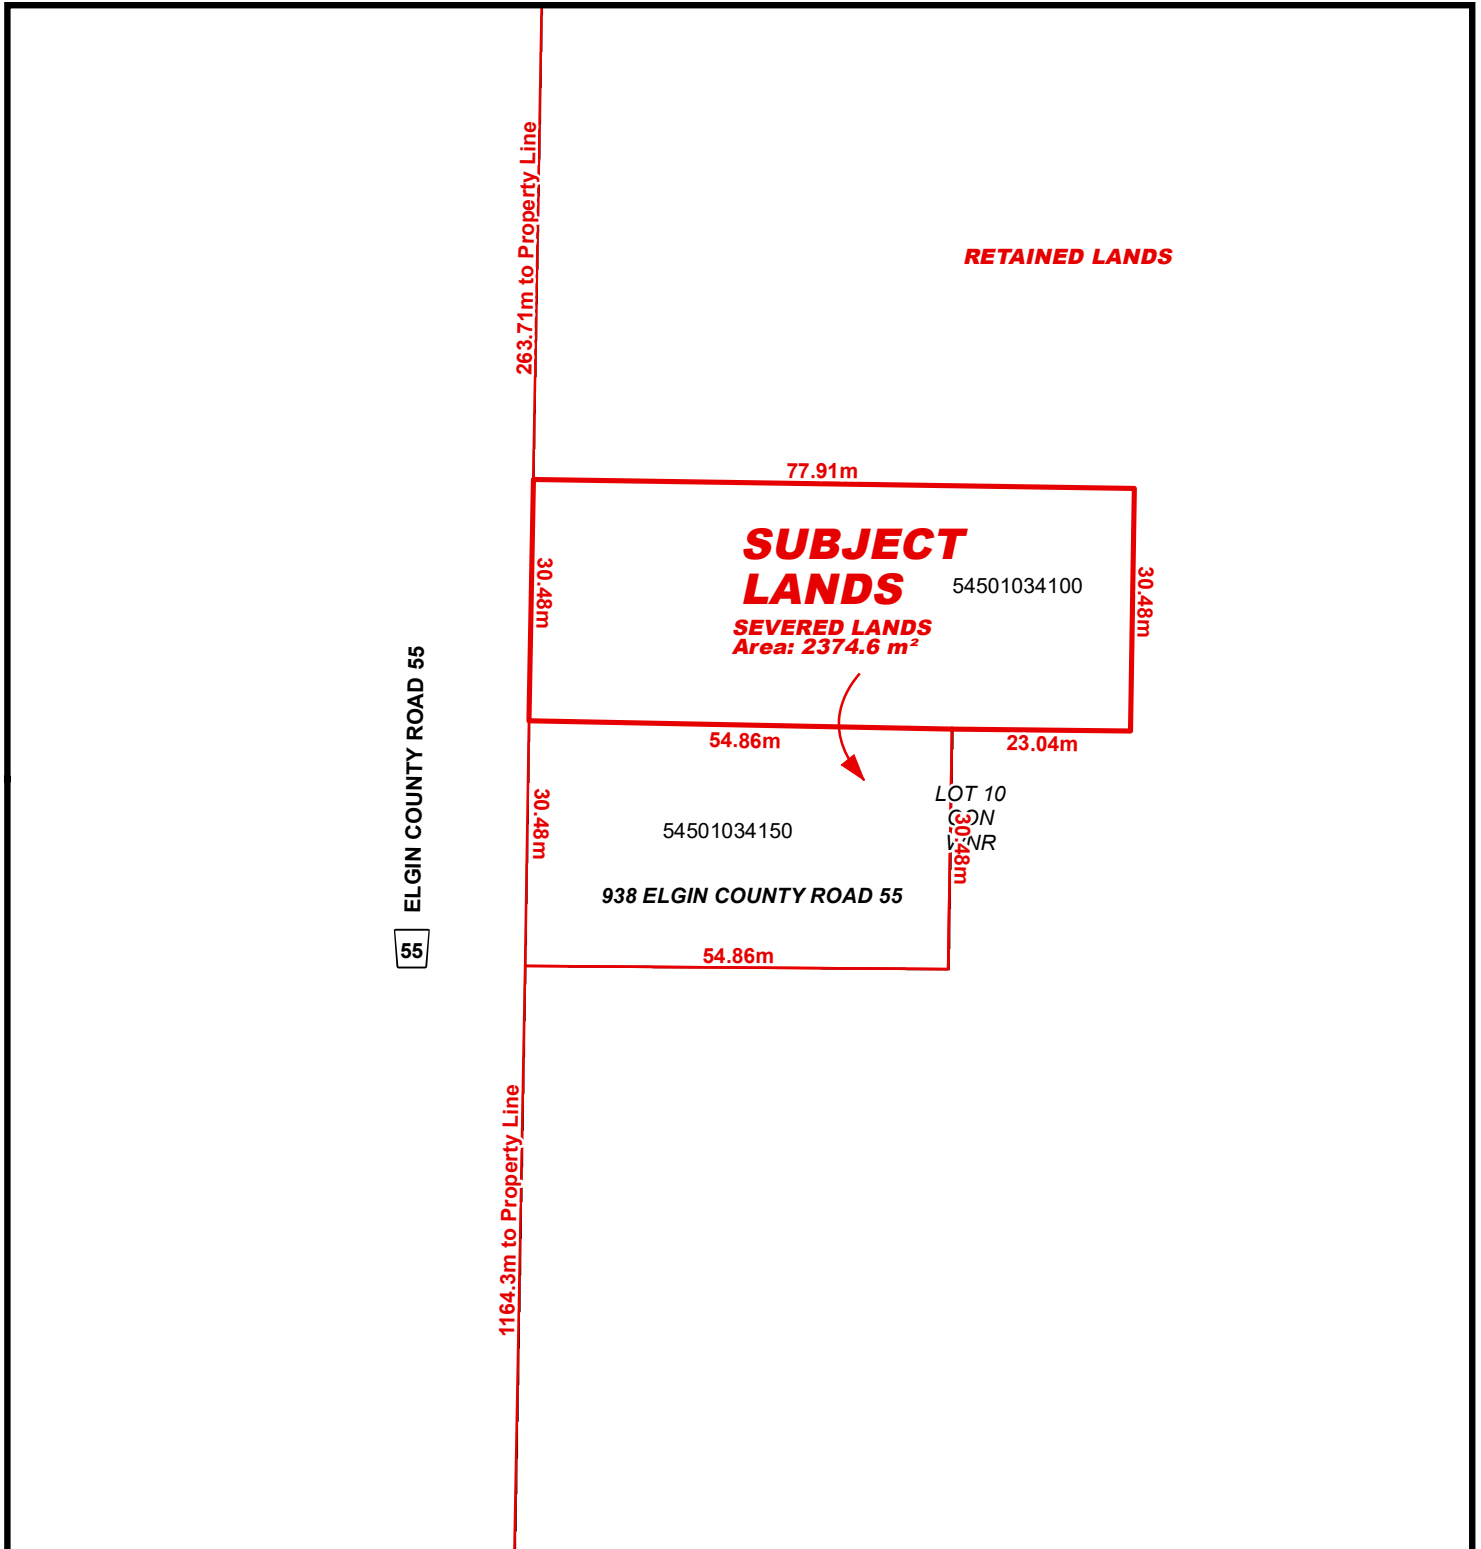 263.71m to Property Line
RETAINED LANDS
77.91m
SUBJECT
LANDS
54501034100
30.48m
30.48m
SEVERED LANDS
Area: 2374.6 m²
ELGIN COUNTY ROAD 55
55
54.86m
23.04m
30.48m
54501034150
LOT 10
CON
30.48m
938 ELGIN COUNTY ROAD 55
54.86m
1164.3m to Property Line